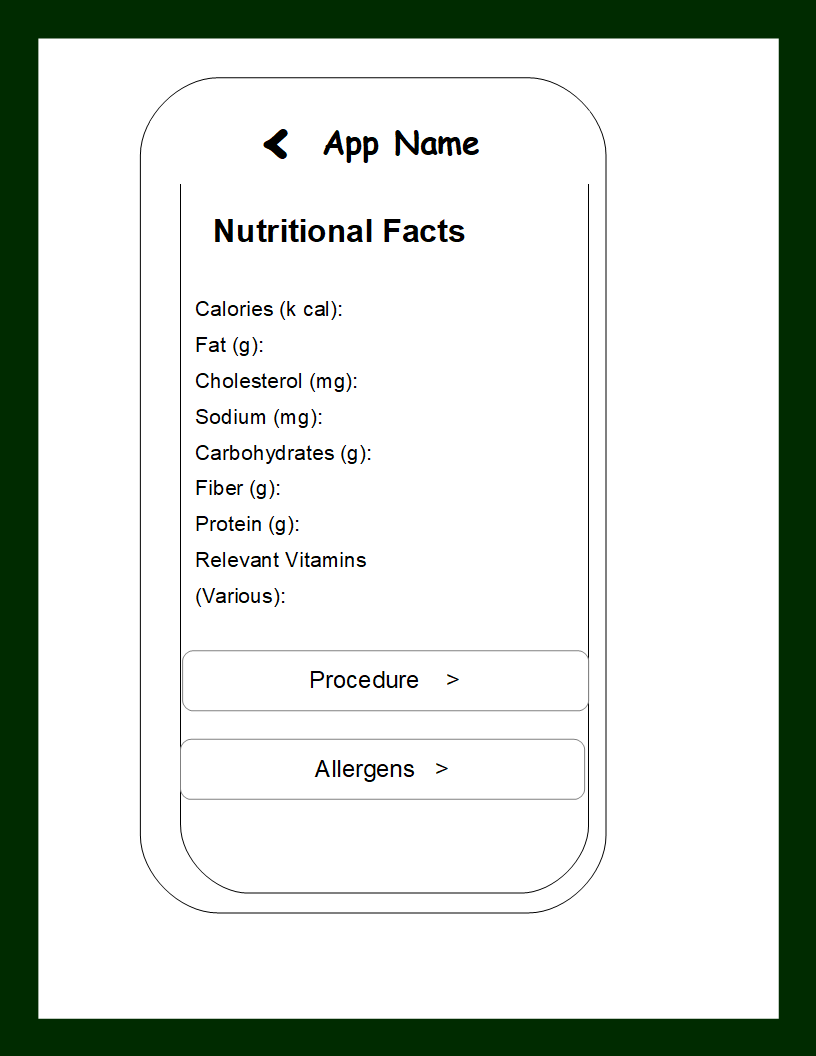 App Name
Nutritional Facts
Calories (k cal):
Fat (g):
Cholesterol (mg):
Sodium (mg):
Carbohydrates (g):
Fiber (g):
Protein (g):
Relevant Vitamins
(Various):
Procedure >
Allergens >